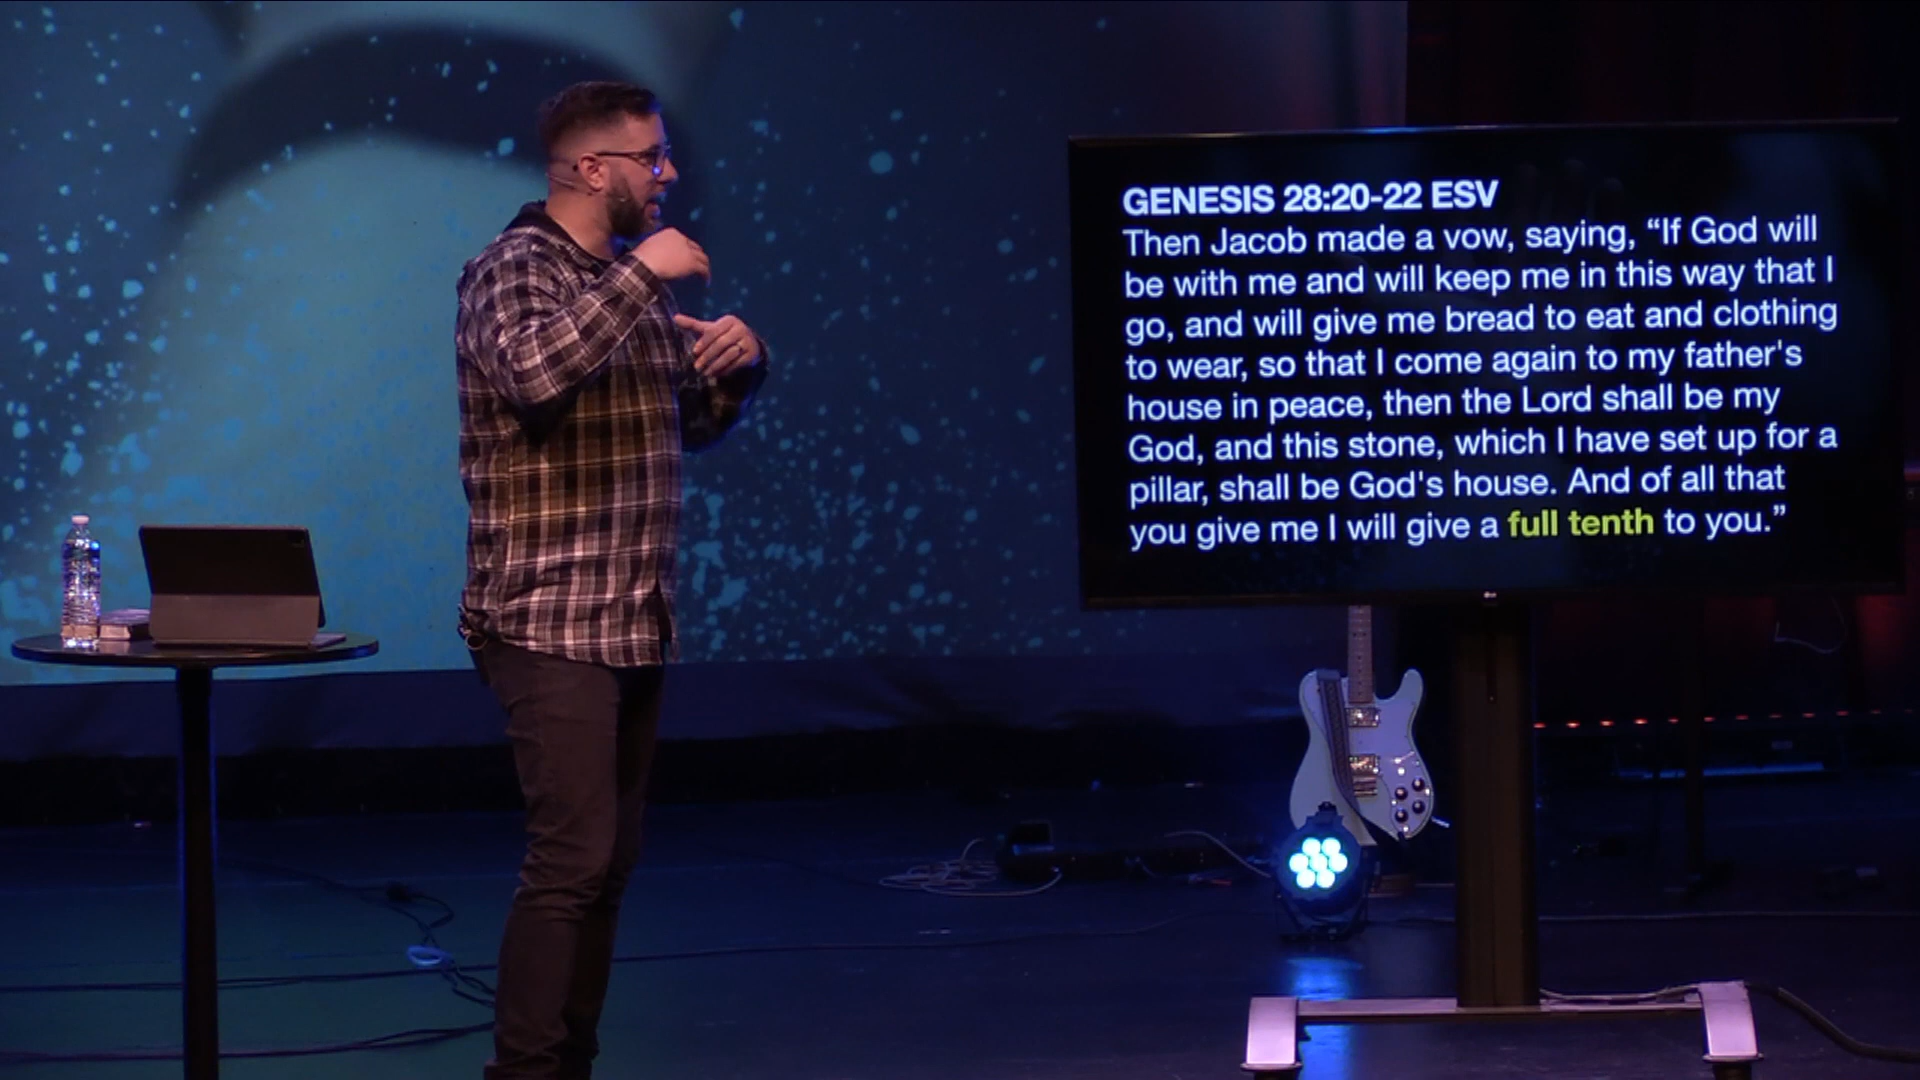 GENESIS 28:20-22 ESV
Then Jacob made a vow, saying, “If God will
be with me and will keep me in this way that I
go, and will give me bread to eat and clothing
to wear, so that I come again to my father's
house in peace, then the Lord shall be my
God, and this stone, which I have set up for a
pillar, shall be God's house. And of all that
you give me I will give a full tenth to you.”